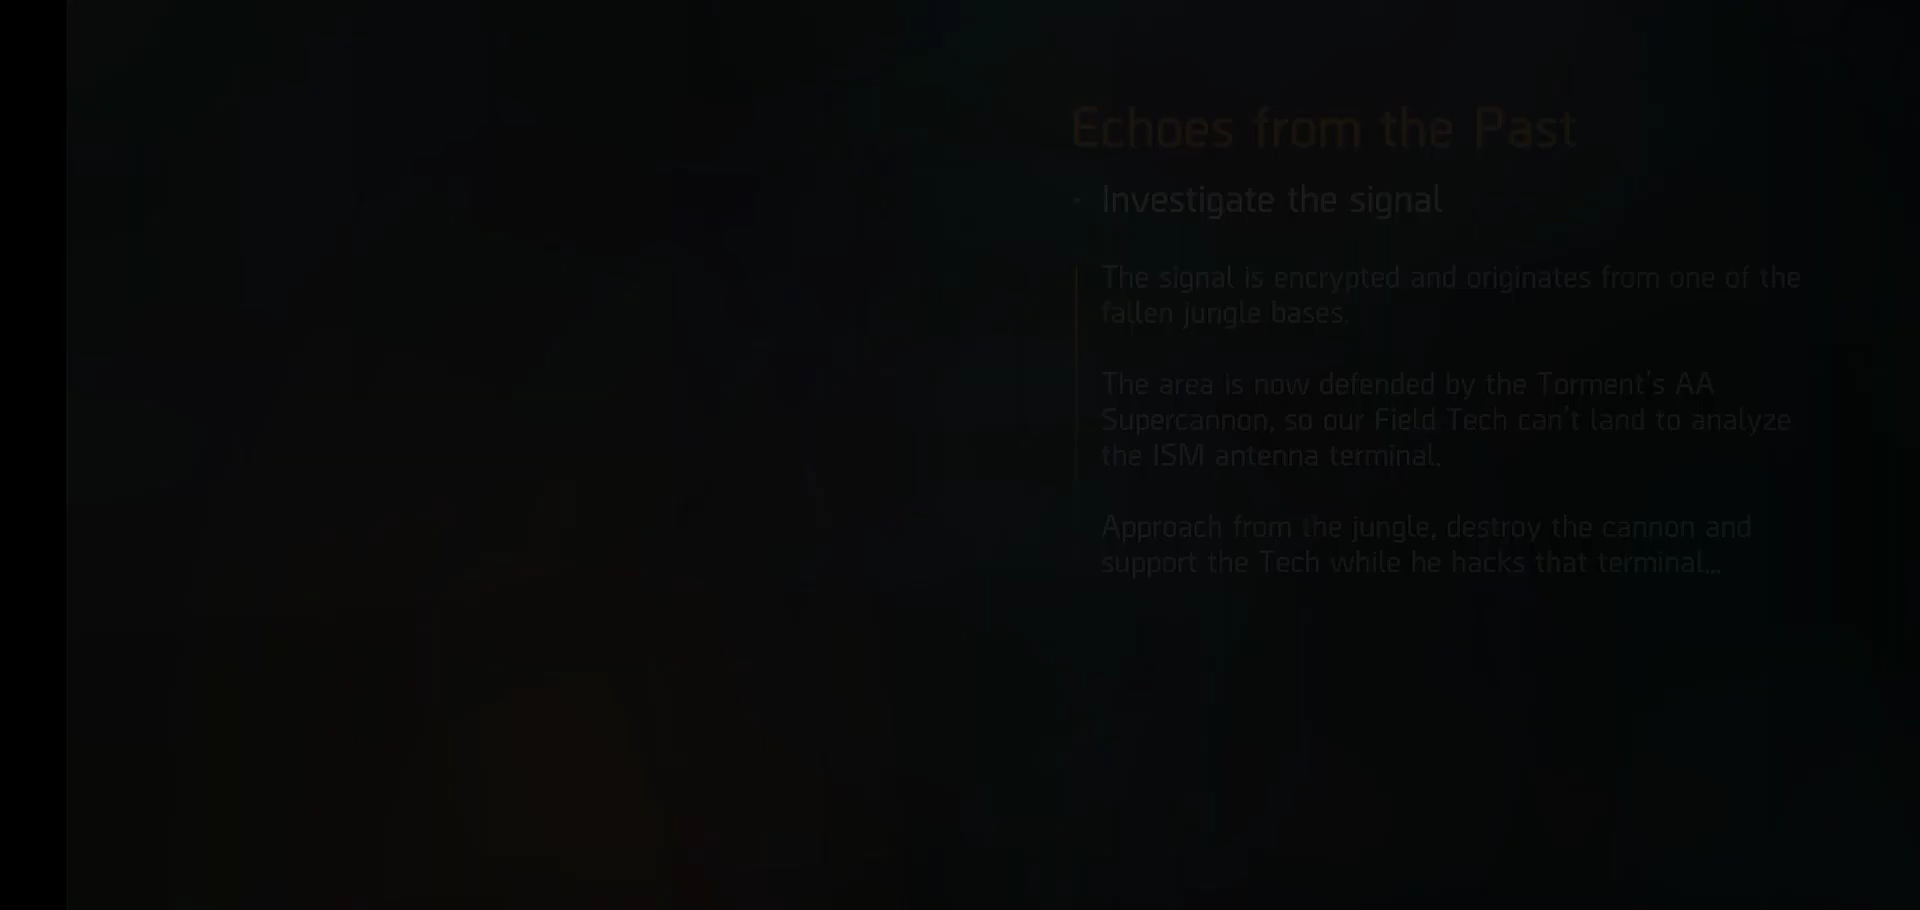 Echoes from the Past
· Investigate the signal
The signal is encrypted and originates from one of the
fallen jungle bases.
The area is now defended by the Torment's AA
Supercannon, so our Field Tech can't land to analyze
the ISM antenna terminal.
Approach from the jungle, destroy the cannon and
support the Tech while he hacks that terminal...